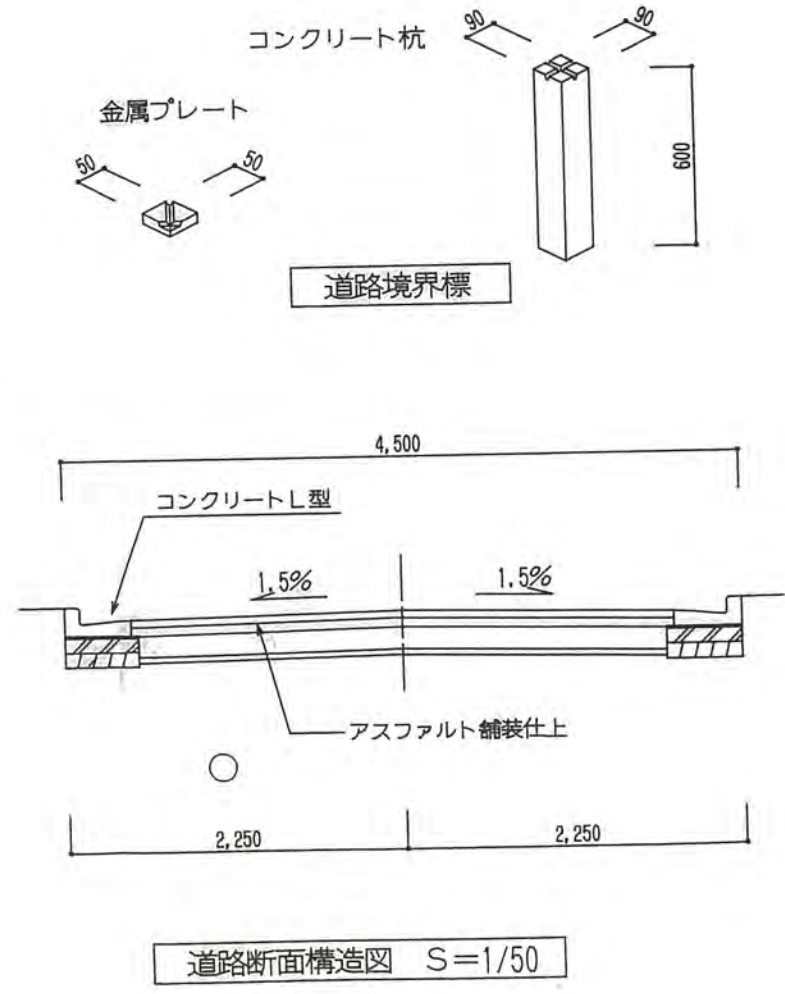 コンクリート杭
90
90
金属プレート
50
50
600
道路境界標
4,500
コンクリートL型
1.5%
1.5%
アスファルト舗装仕上
2,250
2,250
道路断面構造図 S=1/50